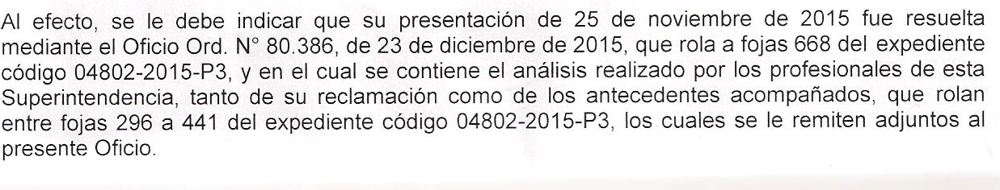 Al efecto, se le debe indicar que su presentación de 25 de noviembre de 2015 fue resuelta
mediante el Oficio Ord. N° 80.386, de 23 de diciembre de 2015, que rola a fojas 668 del expediente
código 04802-2015-P3, y en el cual se contiene el análisis realizado por los profesionales de esta
Superintendencia, tanto de su reclamación como de los antecedentes acompañados, que rolan
entre fojas 296 a 441 del expediente código 04802-2015-P3, los cuales se le remiten adjuntos al
presente Oficio.